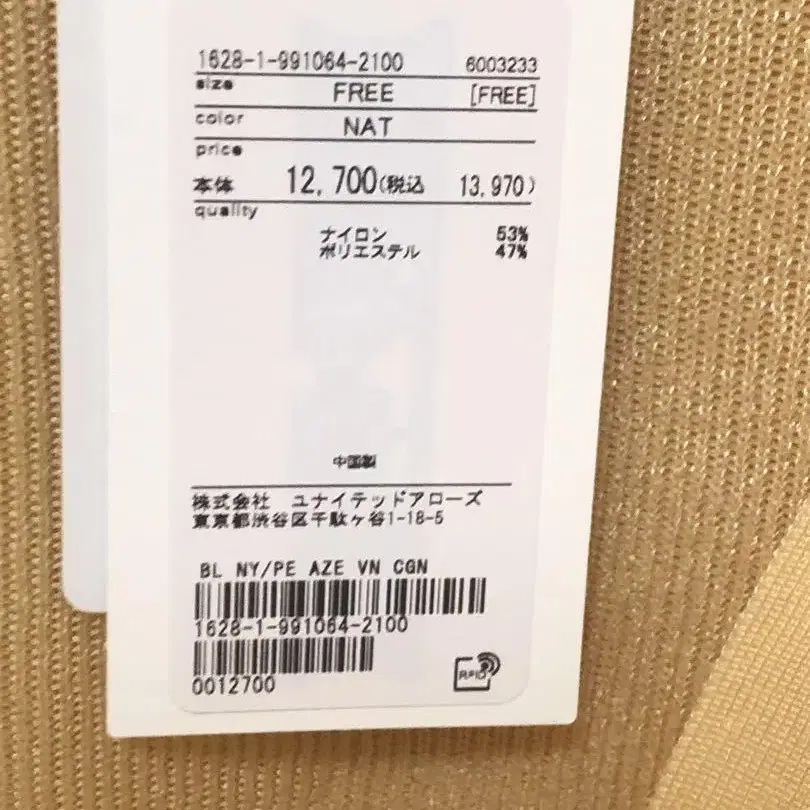 1628-1-991064-2100 6003233
size FREE [FREE]
color NAT
price
本体 12,700(税込 13,970)
quality
ナイロン 53%
ポリエステル 47%
中国製
株式会社 ユナイテッドアローズ
東京都渋谷区千駄ヶ谷1-18-5
BL NY/PE AZE VN CGN
1628-1-991064-2100
0012700
RFID